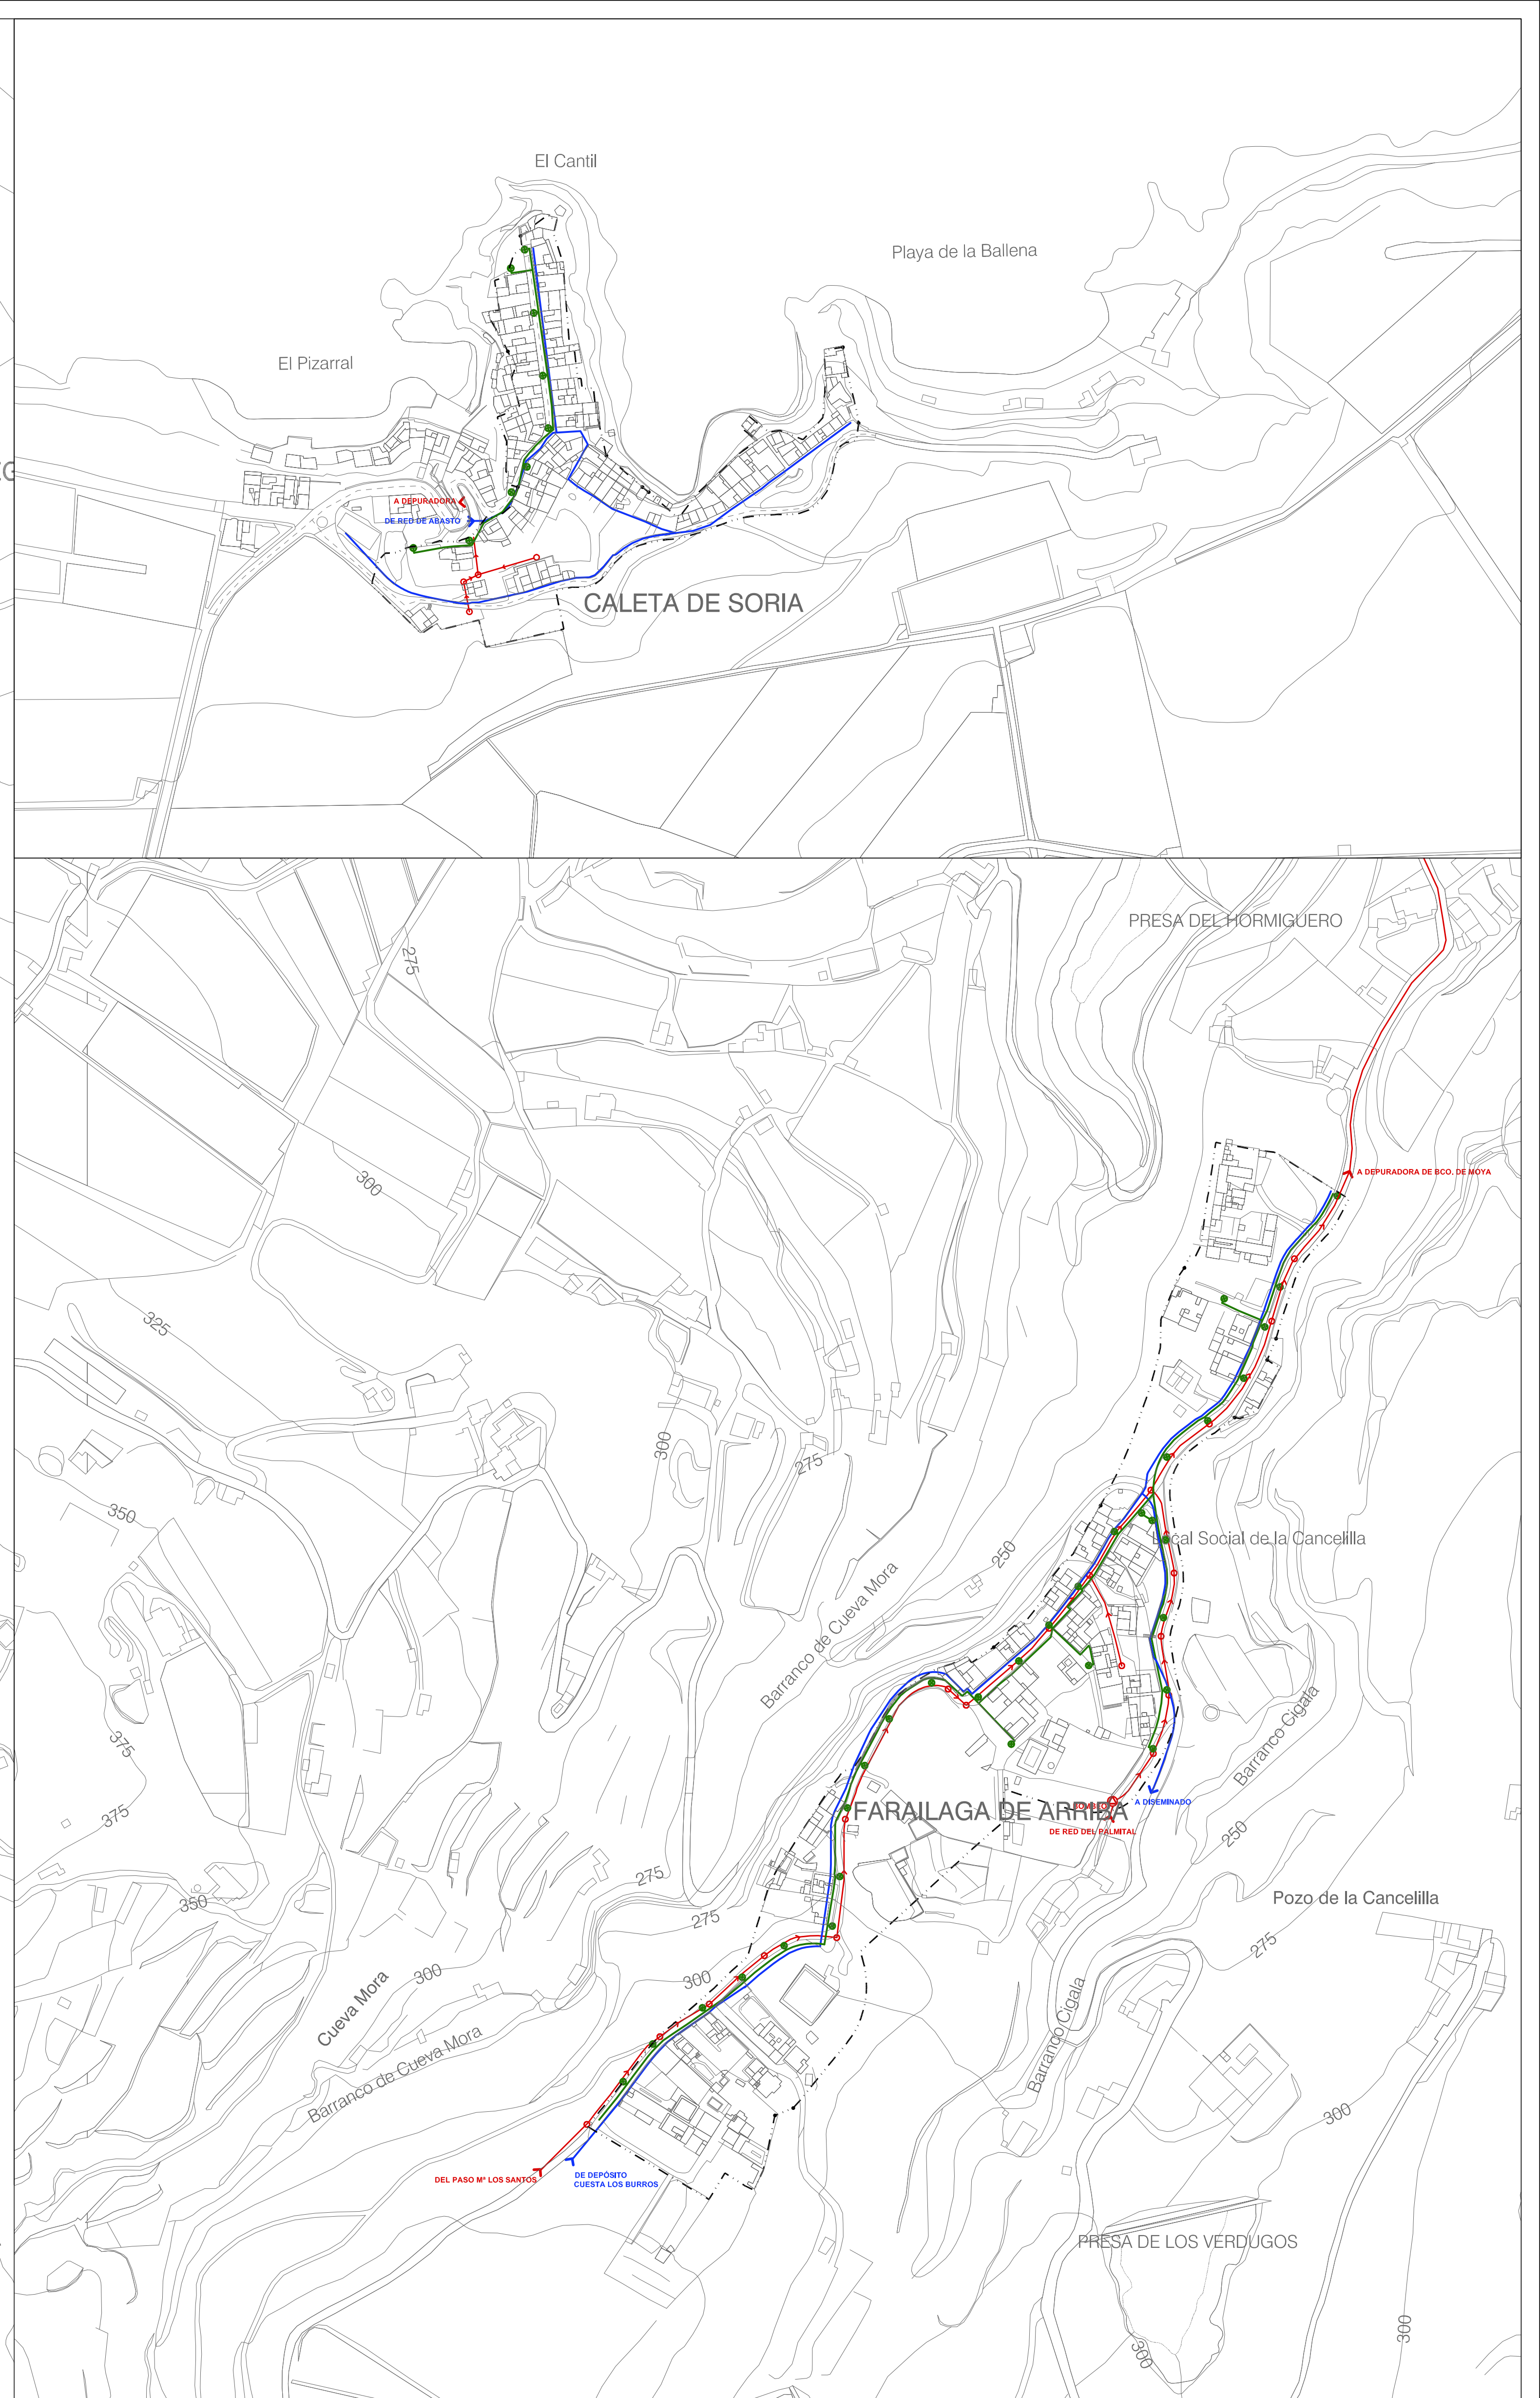 El Cantil
Playa de la Ballena
El Pizarral
A DEPURADORA
DE RED DE ABASTO
CALETA DE SORIA
PRESA DEL HORMIGUERO
275
A DEPURADORA DE BCO. DE MOYA
300
325
300
275
350
250
Local Social de la Cancelilla
Barranco de Cueva Mora
Barranco Cigala
375
375
FARAILAGA DE ARRIBA
A DISEMINADO
BOMBEO
DE RED DEL PALMITAL
250
275
350
275
Pozo de la Cancelilla
275
300
300
Cueva Mora
Barranco de Cueva Mora
Barranco Cigala
300
DEL PASO Mª LOS SANTOS
DE DEPÓSITO
CUESTA LOS BURROS
PRESA DE LOS VERDUGOS
300
300